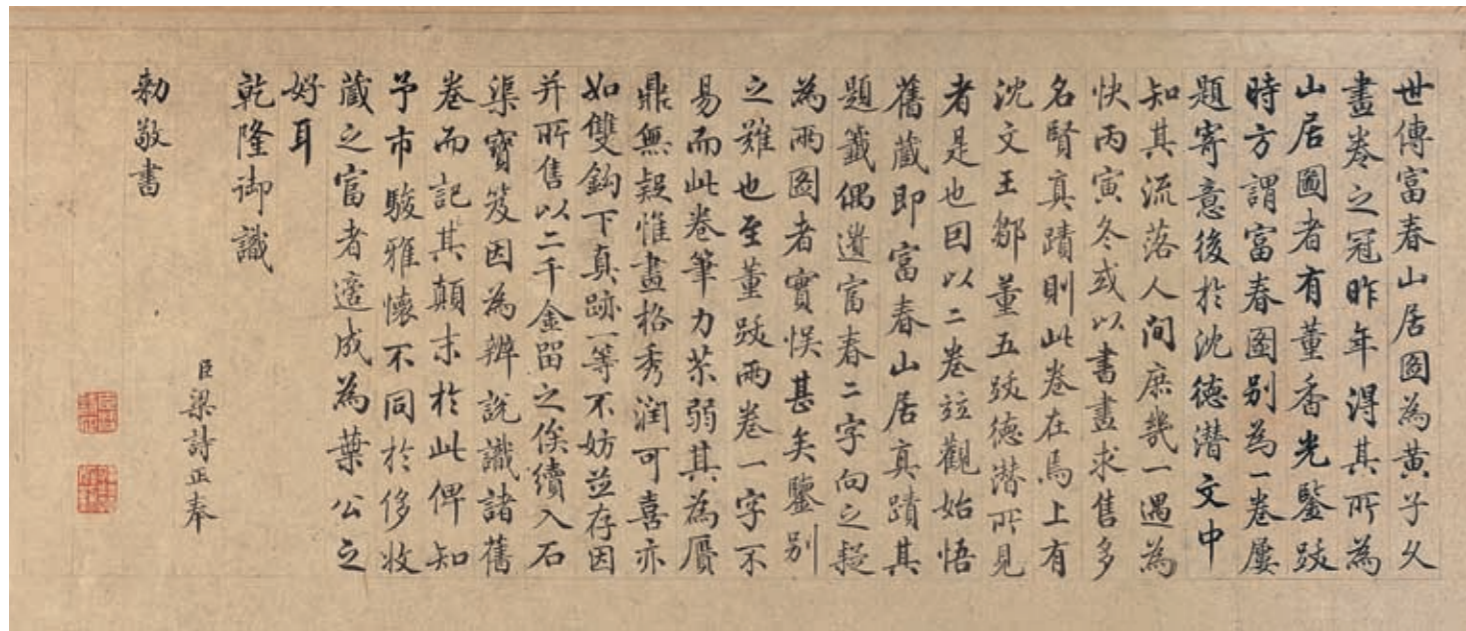 世傳富春山居圖為黃子久
畫卷之冠昨年得其所為
山居圖者有董香光鑒跋
時方謂富春圖別為一卷屢
題寄意後於沈德潛文中
知其流落人間庶幾一遇為
快丙寅冬或以書畫求售多
名賢真蹟則此卷在焉上有
沈文王鄒董五跋德潛所見
者是也因以二卷竝觀始悟
舊藏即富春山居真蹟其
題籤偶遺富春二字向之疑
為兩圖者實悞甚矣鑒別
之難也至董跋兩卷一字不
易而此卷筆力苶弱其為贗
鼎無疑惟畫格秀潤可喜亦
如雙鈎下真跡一等不妨並存因
并所售以二千金留之俟續入石
渠寶笈因為辨說識諸舊
卷而記其顛末於此俾知
予市駿雅懷不同於侈收
藏之富者適成為葉公之
好耳
乾隆御識
臣梁詩正奉
勅敬書